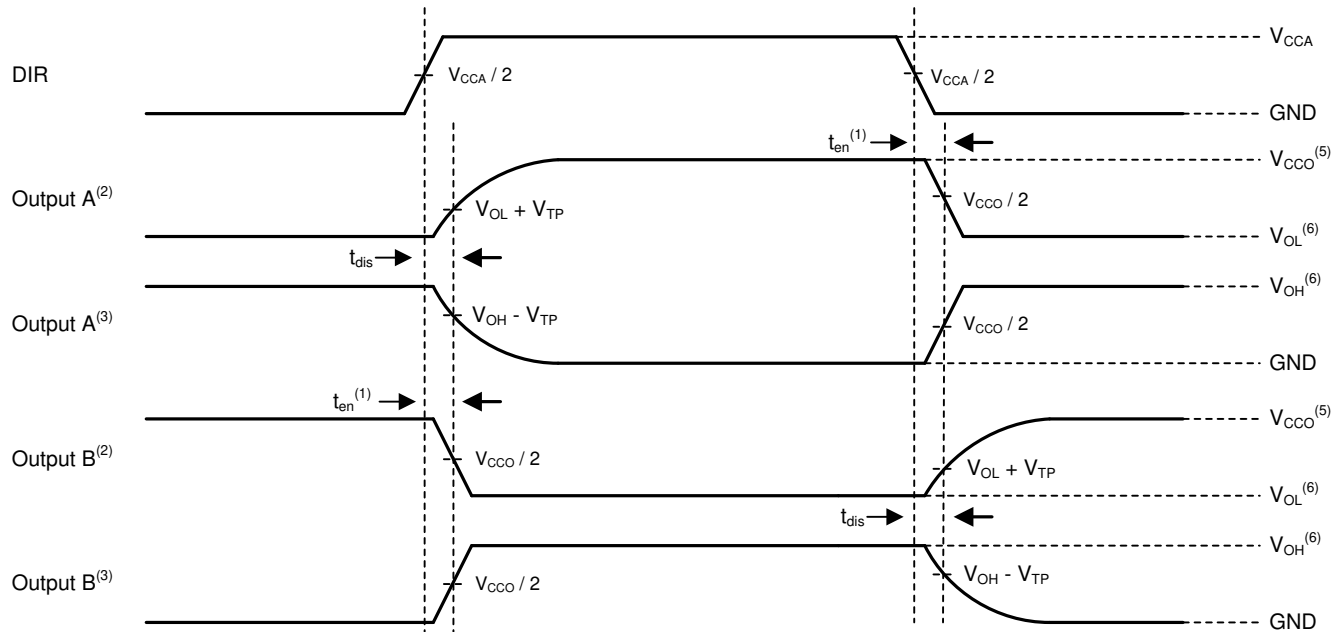 V_CCA
DIR
V_CCA / 2
V_CCA / 2
GND
t_en^(1)
V_CCO^(5)
Output A^(2)
V_OL + V_TP
V_CCO / 2
V_OL^(6)
t_dis
V_OH^(6)
Output A^(3)
V_OH - V_TP
V_CCO / 2
GND
t_en^(1)
V_CCO^(5)
Output B^(2)
V_CCO / 2
V_OL + V_TP
V_OL^(6)
t_dis
V_OH^(6)
Output B^(3)
V_CCO / 2
V_OH - V_TP
GND